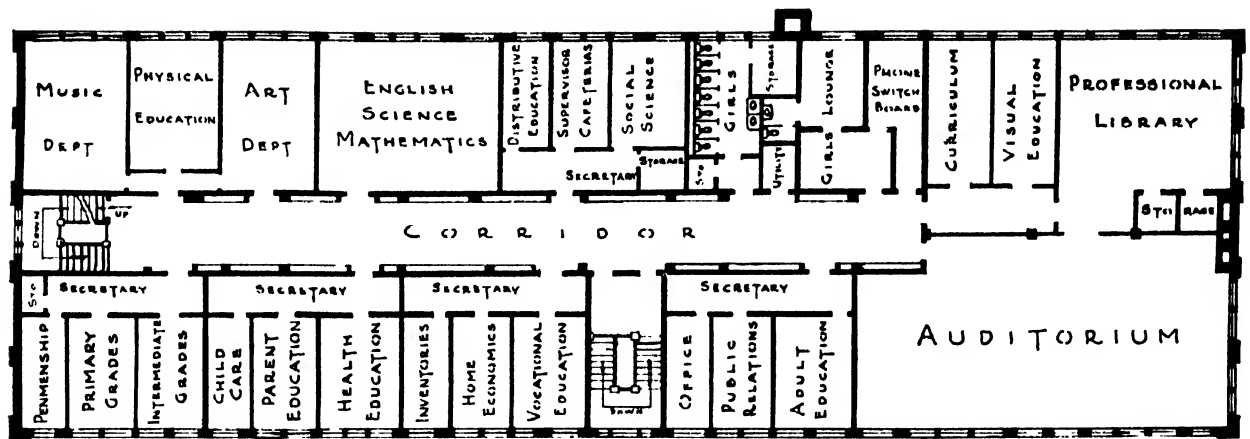 MUSIC
DEPT
PHYSICAL
EDUCATION
ART
DEPT
ENGLISH
SCIENCE
MATHEMATICS
DISTRIBUTIVE
EDUCATION
SUPERVISOR
CAFETERIAS
SOCIAL
SCIENCE
SECRETARY
STORAGE
GIRLS
STO
STORAGE
UTILITY
GIRLS LOUNGE
PHONE
SWITCH
BOARD
CURRICULUM
VISUAL
EDUCATION
PROFESSIONAL
LIBRARY
STORAGE
DOWN
UP
CORRIDOR
STO
SECRETARY
SECRETARY
SECRETARY
SECRETARY
PENMENSHIP
PRIMARY
GRADES
INTERMEDIATE
GRADES
CHILD
CARE
PARENT
EDUCATION
HEALTH
EDUCATION
INVENTORIES
HOME
ECONOMICS
VOCATIONAL
EDUCATION
DOWN
OFFICE
PUBLIC
RELATIONS
ADULT
EDUCATION
AUDITORIUM